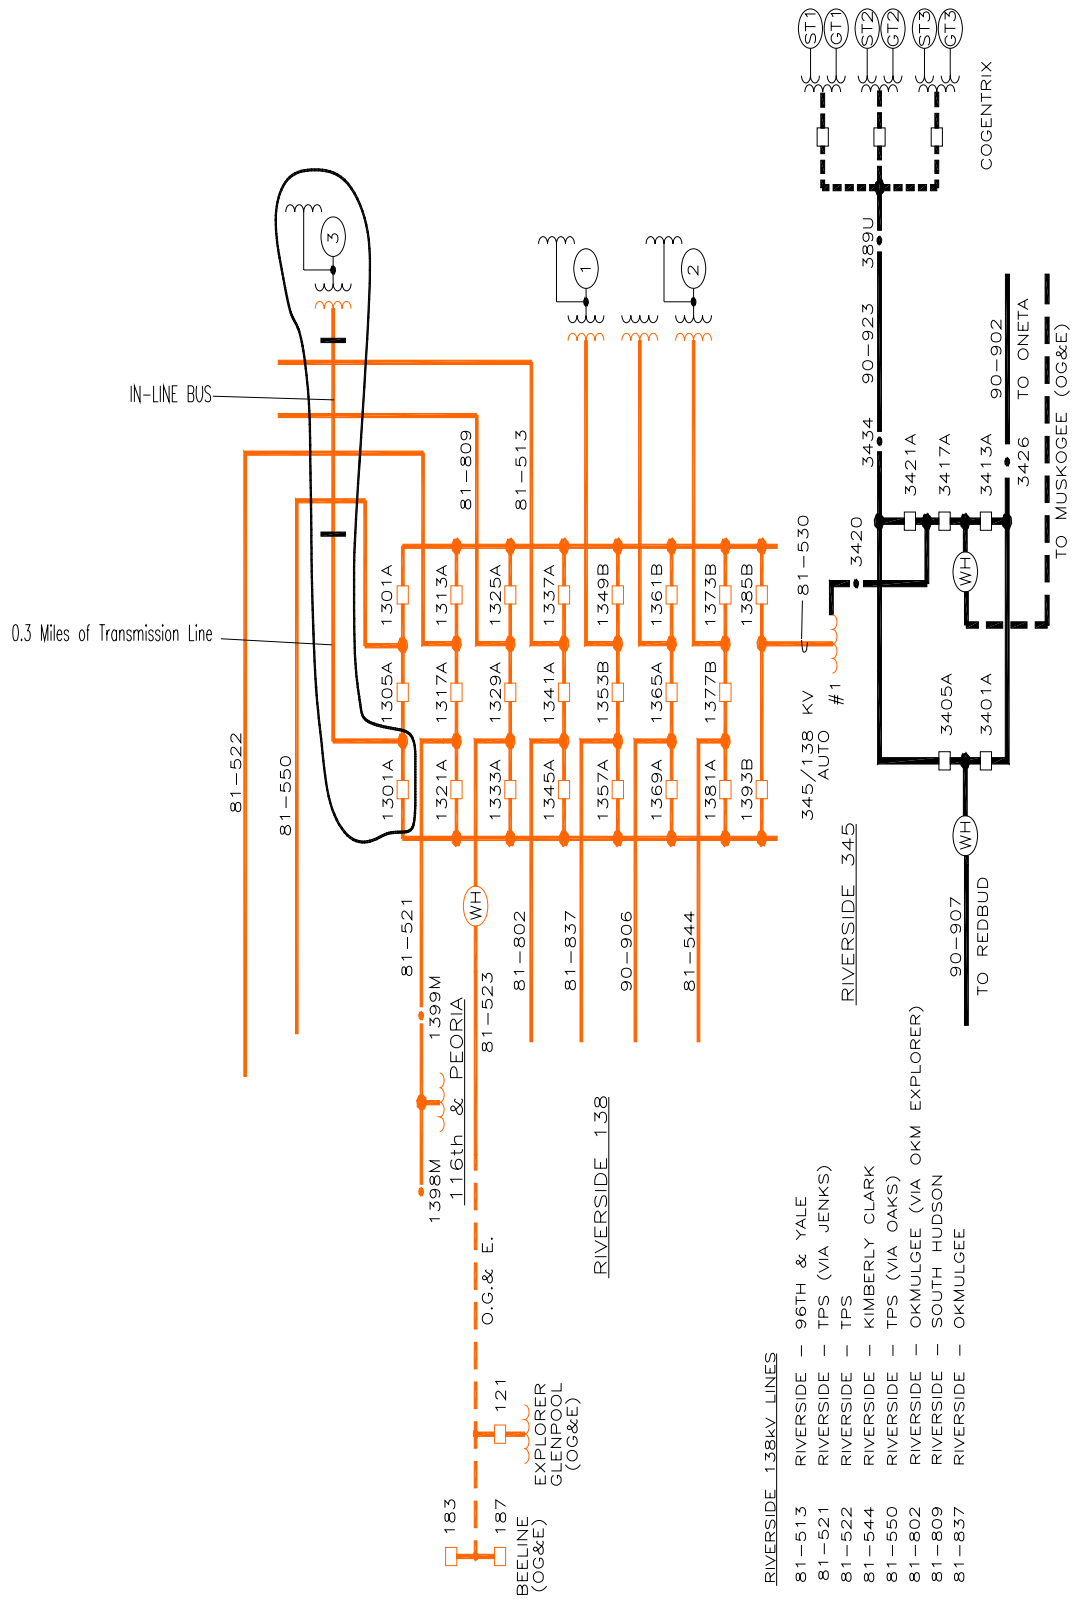 ST1
GT1
ST2
GT2
ST3
GT3
COGENTRIX
3
1
2
IN-LINE BUS
0.3 Miles of Transmission Line
389U
90-923
3434
90-902
TO ONETA
TO MUSKOGEE (OG&E)
3421A
3417A
3413A
3426
81-809
81-513
81-530
3420
WH
1301A
1313A
1325A
1337A
1349B
1361B
1373B
1385B
1305A
1317A
1329A
1341A
1353B
1365A
1377B
1301A
1321A
1333A
1345A
1357A
1369A
1381A
1393B
345/138 KV
AUTO
#1
3405A
3401A
WH
90-907
TO REDBUD
RIVERSIDE 345
81-522
81-550
81-521
WH
81-523
81-802
81-837
90-906
81-544
1399M
1398M
116th & PEORIA
RIVERSIDE 138
O.G.& E.
121
EXPLORER
GLENPOOL
(OG&E)
183
187
BEELINE
(OG&E)
RIVERSIDE 138kV LINES
81-513 RIVERSIDE - 96TH & YALE
81-521 RIVERSIDE - TPS (VIA JENKS)
81-522 RIVERSIDE - TPS
81-544 RIVERSIDE - KIMBERLY CLARK
81-550 RIVERSIDE - TPS (VIA OAKS)
81-802 RIVERSIDE - OKMULGEE (VIA OKM EXPLORER)
81-809 RIVERSIDE - SOUTH HUDSON
81-837 RIVERSIDE - OKMULGEE